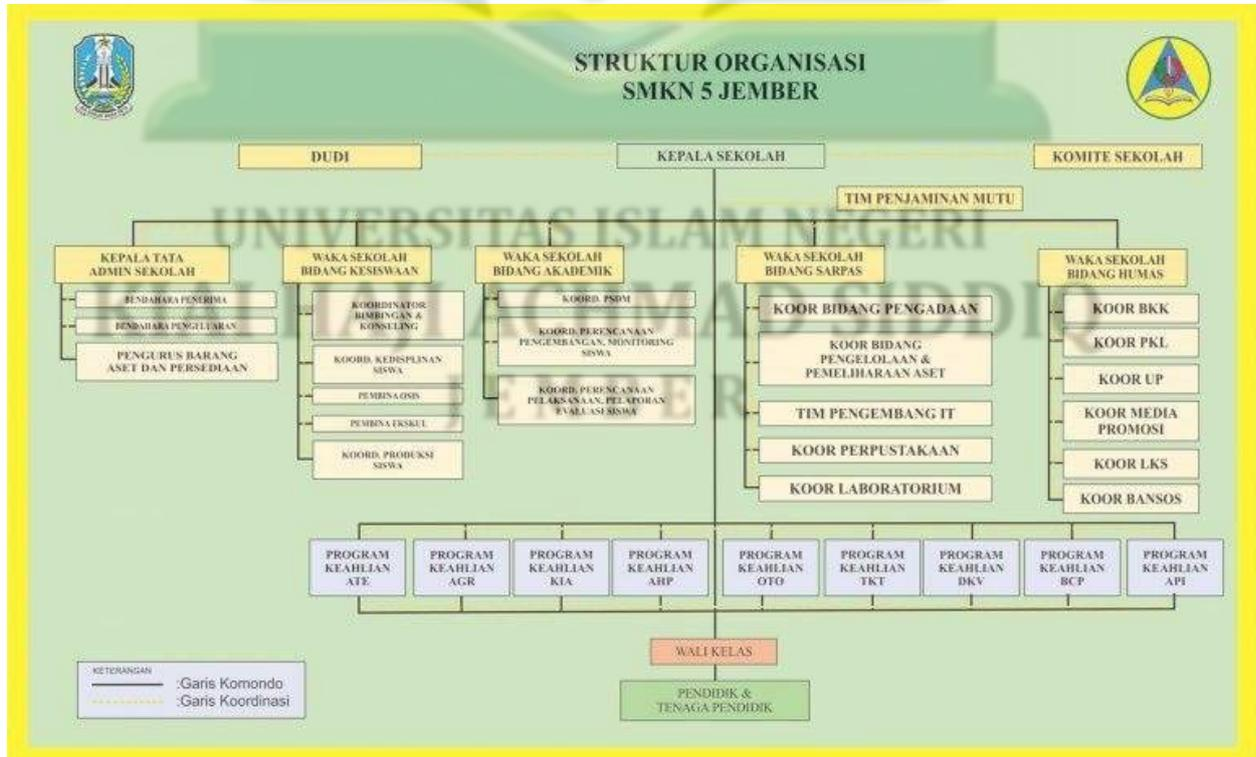 STRUKTUR ORGANISASI
SMKN 5 JEMBER
DUDI
KEPALA SEKOLAH
KOMITE SEKOLAH
TIM PENJAMINAN MUTU
UNIVERSITAS ISLAM NEGERI
KIAI HAJI ACHMAD SIDDIQ
JEMBER
KEPALA TATA
ADMIN SEKOLAH
BENDAHARA PENERIMA
BENDAHARA PENGELUARAN
PENGURUS BARANG
ASET DAN PERSEDIAAN
WAKA SEKOLAH
BIDANG KESISWAAN
KOORDINATOR
BIMBINGAN &
KONSELING
KOORD. KEDISPLINAN
SISWA
PEMBINA OSIS
PEMBINA EKSKUL
KOORD. PRODUKSI
SISWA
WAKA SEKOLAH
BIDANG AKADEMIK
KOORD. PSDM
KOORD. PERENCANAAN
PENGEMBANGAN, MONITORING
SISWA
KOORD. PERENCANAAN
PELAKSANAAN, PELAPORAN
EVALUASI SISWA
WAKA SEKOLAH
BIDANG SARPAS
KOOR BIDANG PENGADAAN
KOOR BIDANG
PENGELOLAAN &
PEMELIHARAAN ASET
TIM PENGEMBANG IT
KOOR PERPUSTAKAAN
KOOR LABORATORIUM
WAKA SEKOLAH
BIDANG HUMAS
KOOR BKK
KOOR PKL
KOOR UP
KOOR MEDIA
PROMOSI
KOOR LKS
KOOR BANSOS
PROGRAM
KEAHLIAN
ATE
PROGRAM
KEAHLIAN
AGR
PROGRAM
KEAHLIAN
KIA
PROGRAM
KEAHLIAN
AHP
PROGRAM
KEAHLIAN
OTO
PROGRAM
KEAHLIAN
TKT
PROGRAM
KEAHLIAN
DKV
PROGRAM
KEAHLIAN
BCP
PROGRAM
KEAHLIAN
API
WALI KELAS
PENDIDIK &
TENAGA PENDIDIK
KETERANGAN
:Garis Komondo
:Garis Koordinasi